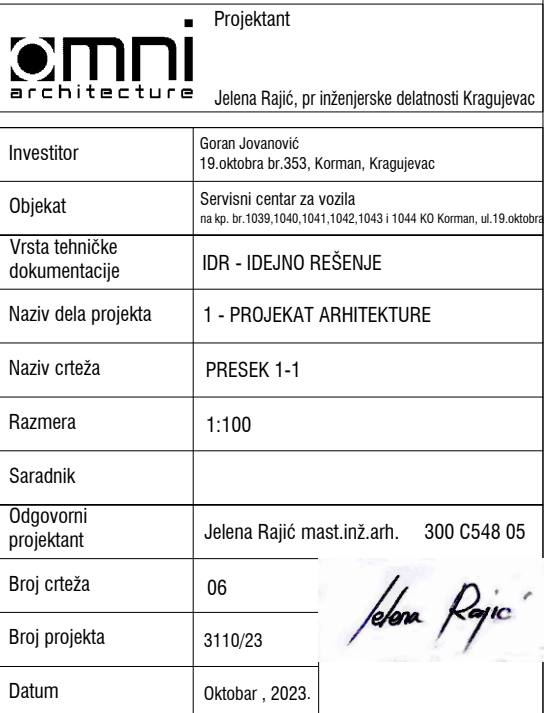 Projektant
omni
architecture
Jelena Rajić, pr inženjerske delatnosti Kragujevac
Investitor
Goran Jovanović
19.oktobra br.353, Korman, Kragujevac
Objekat
Servisni centar za vozila
na kp. br.1039,1040,1041,1042,1043 i 1044 KO Korman, ul.19.oktobra
Vrsta tehničke
dokumentacije
IDR - IDEJNO REŠENJE
Naziv dela projekta
1 - PROJEKAT ARHITEKTURE
Naziv crteža
PRESEK 1-1
Razmera
1:100
Saradnik
Odgovorni
projektant
Jelena Rajić mast.inž.arh. 300 C548 05
Broj crteža
06
Jelena Rajić
Broj projekta
3110/23
Datum
Oktobar , 2023.